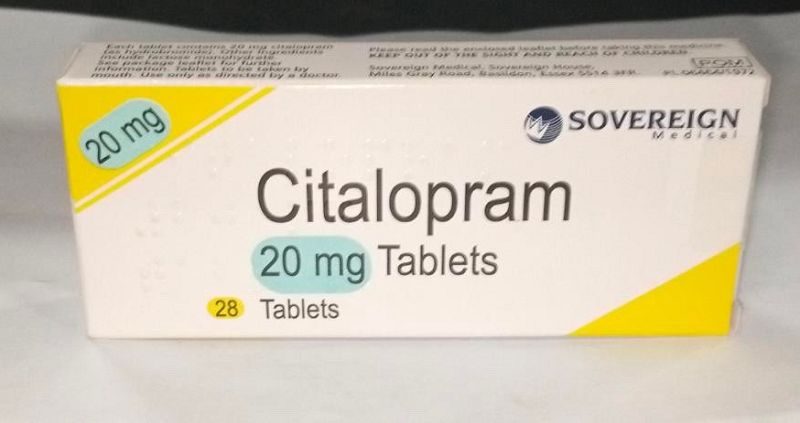 Each tablet contains 20 mg citalopram
(as hydrobromide). Other ingredients
include lactose monohydrate.
See package leaflet for further
information. Tablets to be taken by
mouth. Use only as directed by a doctor.
Please read the enclosed leaflet before taking this medicine.
KEEP OUT OF THE SIGHT AND REACH OF CHILDREN.
Sovereign Medical, Sovereign House,
Miles Gray Road, Basildon, Essex SS14 3FR.
POM
PL
20 mg
SOVEREIGN
Medical
Citalopram
20 mg Tablets
28 Tablets